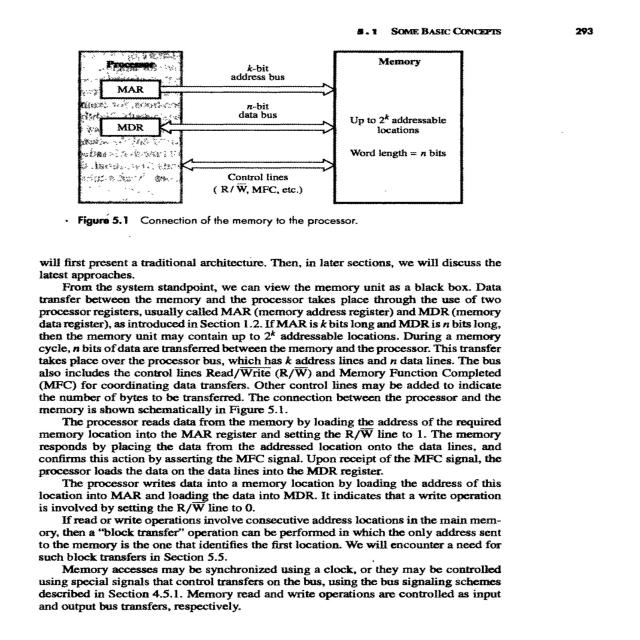 5.1 SOME BASIC CONCEPTS 293
Processor
MAR
MDR
k-bit
address bus
n-bit
data bus
Control lines
( R/W̅, MFC, etc.)
Memory
Up to 2^k addressable
locations
Word length = n bits
Figure 5.1 Connection of the memory to the processor.
will first present a traditional architecture. Then, in later sections, we will discuss the
latest approaches.
From the system standpoint, we can view the memory unit as a black box. Data
transfer between the memory and the processor takes place through the use of two
processor registers, usually called MAR (memory address register) and MDR (memory
data register), as introduced in Section 1.2. If MAR is k bits long and MDR is n bits long,
then the memory unit may contain up to 2^k addressable locations. During a memory
cycle, n bits of data are transferred between the memory and the processor. This transfer
takes place over the processor bus, which has k address lines and n data lines. The bus
also includes the control lines Read/W̅r̅i̅t̅e̅ (R/W̅) and Memory Function Completed
(MFC) for coordinating data transfers. Other control lines may be added to indicate
the number of bytes to be transferred. The connection between the processor and the
memory is shown schematically in Figure 5.1.
The processor reads data from the memory by loading the address of the required
memory location into the MAR register and setting the R/W̅ line to 1. The memory
responds by placing the data from the addressed location onto the data lines, and
confirms this action by asserting the MFC signal. Upon receipt of the MFC signal, the
processor loads the data on the data lines into the MDR register.
The processor writes data into a memory location by loading the address of this
location into MAR and loading the data into MDR. It indicates that a write operation
is involved by setting the R/W̅ line to 0.
If read or write operations involve consecutive address locations in the main mem-
ory, then a "block transfer" operation can be performed in which the only address sent
to the memory is the one that identifies the first location. We will encounter a need for
such block transfers in Section 5.5.
Memory accesses may be synchronized using a clock, or they may be controlled
using special signals that control transfers on the bus, using the bus signaling schemes
described in Section 4.5.1. Memory read and write operations are controlled as input
and output bus transfers, respectively.